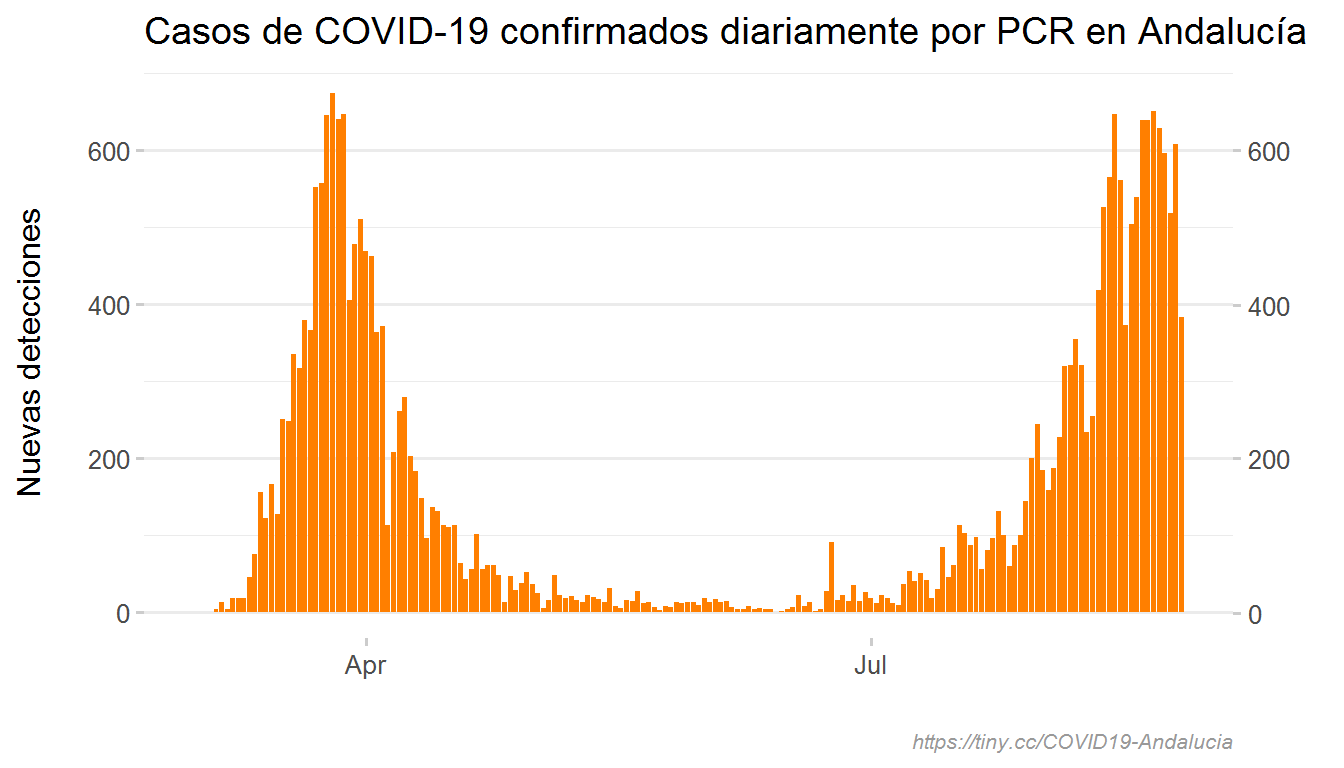 Casos de COVID-19 confirmados diariamente por PCR en Andalucía
Nuevas detecciones
600
400
200
0
600
400
200
0
Apr
Jul
https://tiny.cc/COVID19-Andalucia